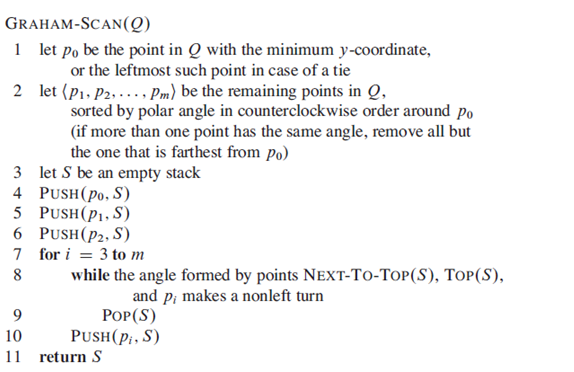 GRAHAM-SCAN(Q)
1 let p₀ be the point in Q with the minimum y-coordinate,
or the leftmost such point in case of a tie
2 let ⟨p₁, p₂, . . . , pₘ⟩ be the remaining points in Q,
sorted by polar angle in counterclockwise order around p₀
(if more than one point has the same angle, remove all but
the one that is farthest from p₀)
3 let S be an empty stack
4 PUSH(p₀, S)
5 PUSH(p₁, S)
6 PUSH(p₂, S)
7 for i = 3 to m
8 while the angle formed by points NEXT-TO-TOP(S), TOP(S),
and pᵢ makes a nonleft turn
9 POP(S)
10 PUSH(pᵢ, S)
11 return S